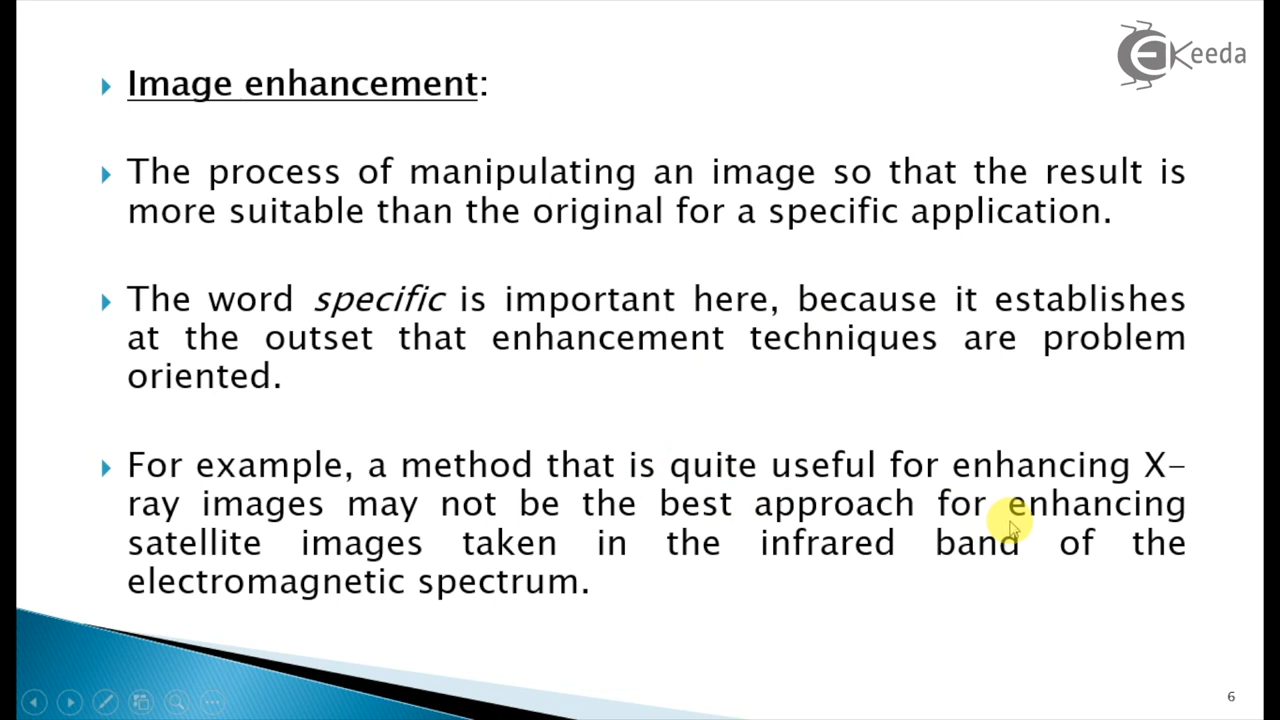 Keeda
Image enhancement:
The process of manipulating an image so that the result is
more suitable than the original for a specific application.
The word specific is important here, because it establishes
at the outset that enhancement techniques are problem
oriented.
For example, a method that is quite useful for enhancing X-
ray images may not be the best approach for enhancing
satellite images taken in the infrared band of the
electromagnetic spectrum.
6